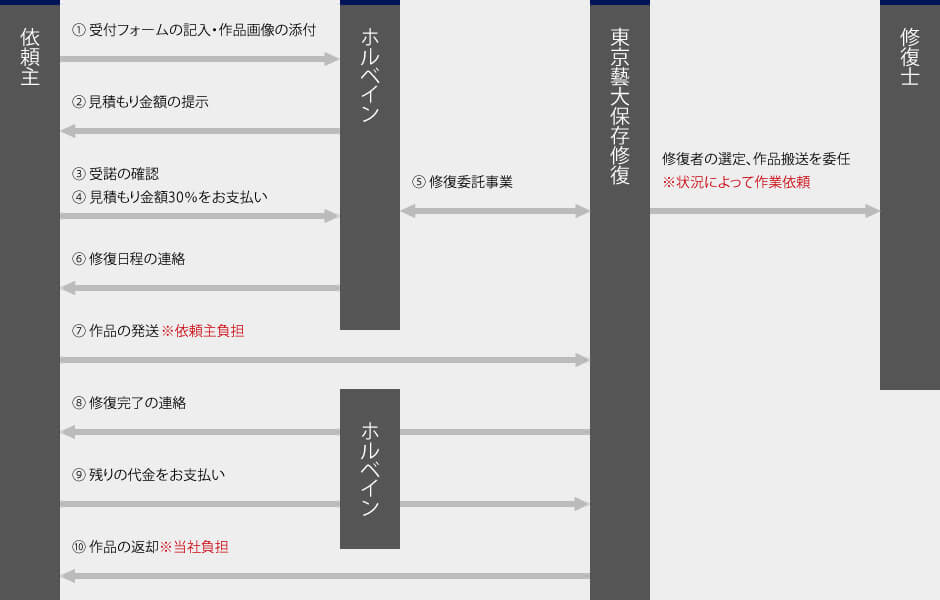 依頼主
ホルベイン
東京藝大保存修復
修復士
① 受付フォームの記入・作品画像の添付
② 見積もり金額の提示
③ 受諾の確認
④ 見積もり金額30%をお支払い
⑤ 修復委託事業
修復者の選定、作品搬送を委任
※状況によって作業依頼
⑥ 修復日程の連絡
⑦ 作品の発送 ※依頼主負担
⑧ 修復完了の連絡
ホルベイン
⑨ 残りの代金をお支払い
⑩ 作品の返却※当社負担